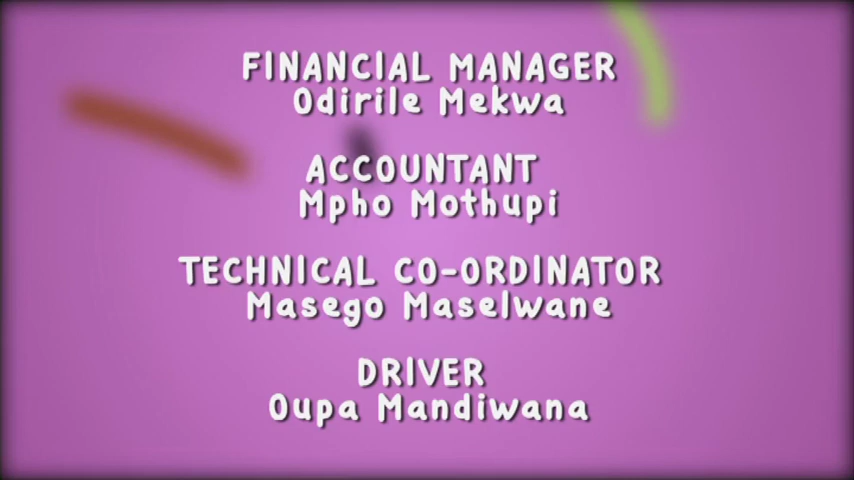 FINANCIAL MANAGER
Odirile Mekwa
ACCOUNTANT
Mpho Mothupi
TECHNICAL CO-ORDINATOR
Masego Maselwane
DRIVER
Oupa Mandiwana